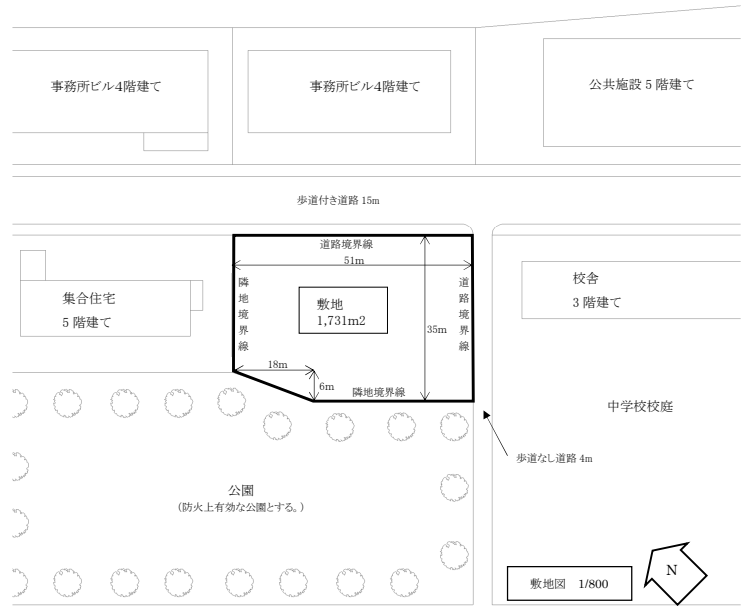 事務所ビル4階建て
事務所ビル4階建て
公共施設 5 階建て
歩道付き道路 15m
道路境界線
51m
隣地境界線
道路境界線
集合住宅
5 階建て
敷地
1,731m2
35m
校舎
3 階建て
18m
6m
隣地境界線
中学校校庭
歩道なし道路 4m
公園
(防火上有効な公園とする。)
敷地図 1/800
N